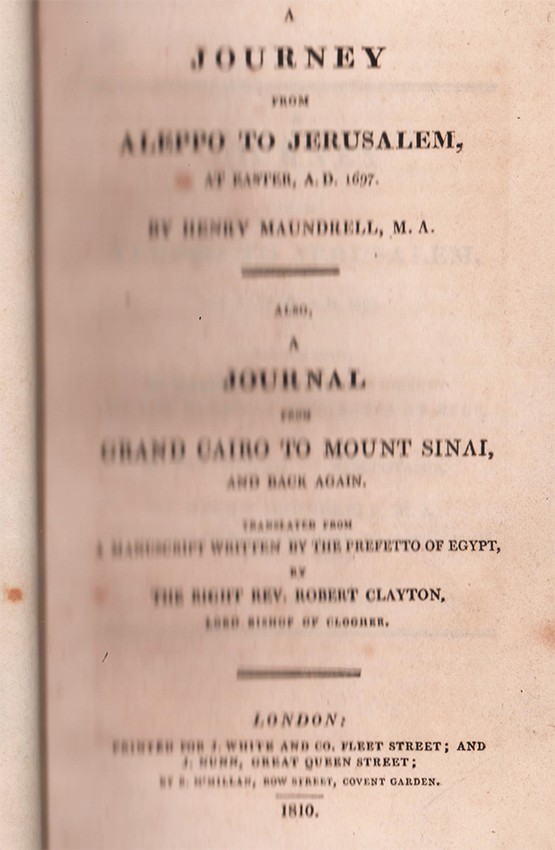 A
JOURNEY
FROM
ALEPPO TO JERUSALEM,
AT EASTER, A. D. 1697.
BY HENRY MAUNDRELL, M. A.
ALSO,
A
JOURNAL
FROM
GRAND CAIRO TO MOUNT SINAI,
AND BACK AGAIN.
TRANSLATED FROM
A MANUSCRIPT WRITTEN BY THE PREFETTO OF EGYPT,
BY
THE RIGHT REV. ROBERT CLAYTON,
LORD BISHOP OF CLOGHER.
LONDON:
PRINTED FOR J. WHITE AND CO. FLEET STREET; AND
J. NUNN, GREAT QUEEN STREET;
BY B. M'MILLAN, BOW STREET, COVENT GARDEN.
1810.